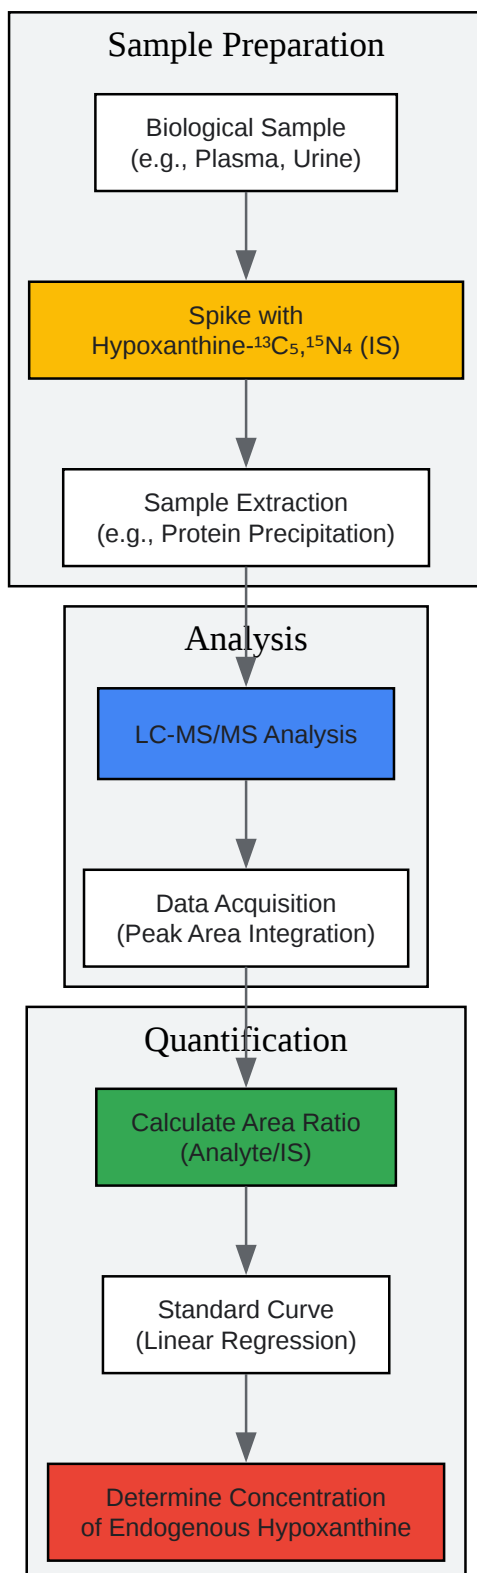 Sample Preparation
Biological Sample
(e.g., Plasma, Urine)
Spike with
Hypoxanthine-¹³C₅,¹⁵N₄ (IS)
Sample Extraction
(e.g., Protein Precipitation)
Analysis
LC-MS/MS Analysis
Data Acquisition
(Peak Area Integration)
Quantification
Calculate Area Ratio
(Analyte/IS)
Standard Curve
(Linear Regression)
Determine Concentration
of Endogenous Hypoxanthine